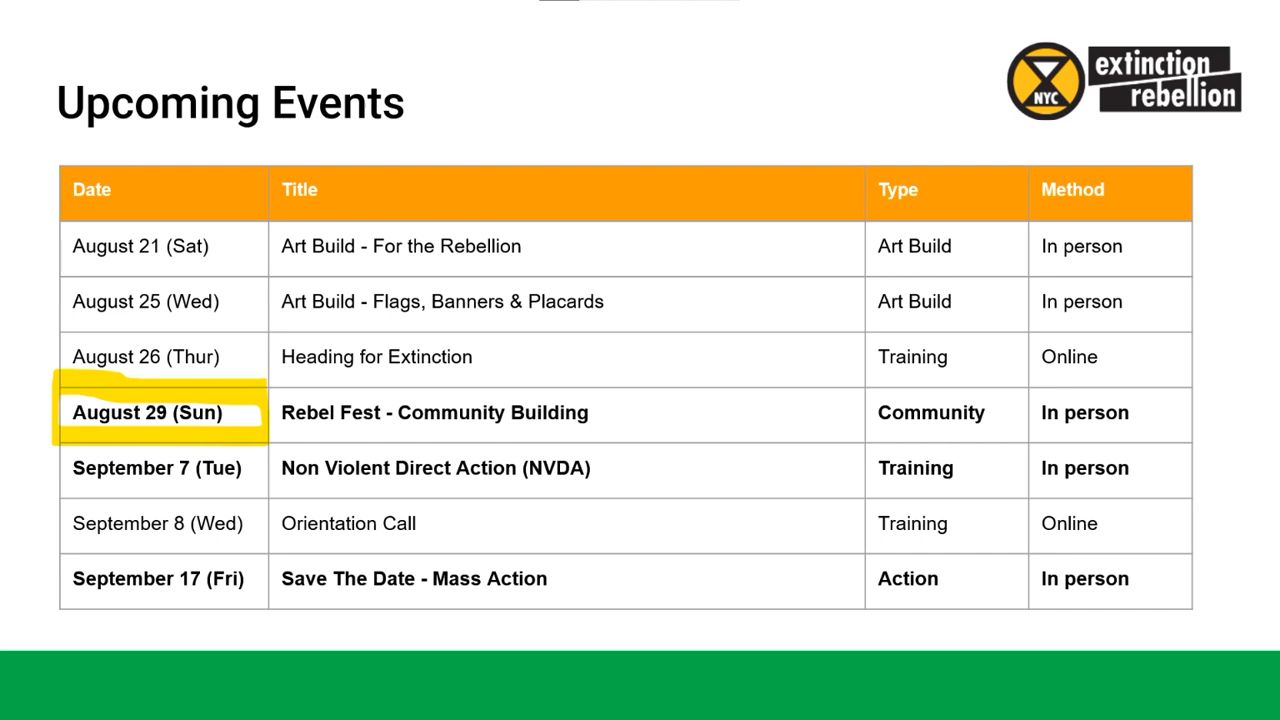 Upcoming Events
NYC
extinction
rebellion
Date Title Type Method
August 21 (Sat) Art Build - For the Rebellion Art Build In person
August 25 (Wed) Art Build - Flags, Banners & Placards Art Build In person
August 26 (Thur) Heading for Extinction Training Online
August 29 (Sun) Rebel Fest - Community Building Community In person
September 7 (Tue) Non Violent Direct Action (NVDA) Training In person
September 8 (Wed) Orientation Call Training Online
September 17 (Fri) Save The Date - Mass Action Action In person